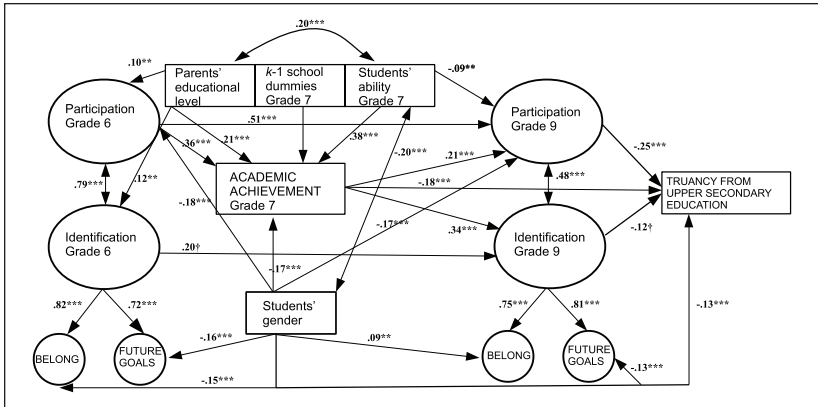 .20***
.10**
Parents'
educational
level
k-1 school
dummies
Grade 7
Students'
ability
Grade 7
-.09**
Participation
Grade 6
Participation
Grade 9
.51***
.36***
.21***
.38***
-.20***
.21***
-.25***
.79***
.12**
ACADEMIC
ACHIEVEMENT
Grade 7
-.18***
.48***
TRUANCY FROM
UPPER SECONDARY
EDUCATION
-.18***
-.17***
.34***
-.12†
Identification
Grade 6
.20†
Identification
Grade 9
-.17***
.82***
.72***
Students'
gender
.75***
.81***
-.13***
-.16***
.09**
BELONG
FUTURE
GOALS
BELONG
FUTURE
GOALS
-.15***
-.13***